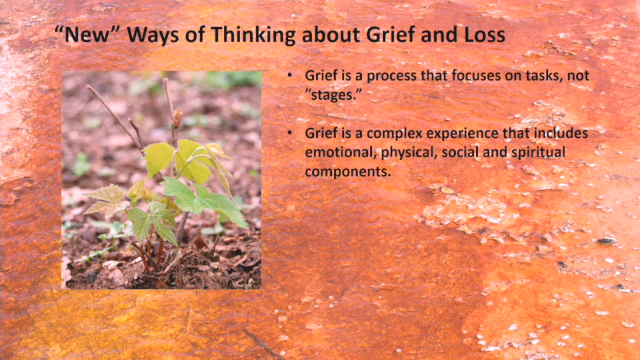 “New” Ways of Thinking about Grief and Loss
• Grief is a process that focuses on tasks, not
”stages.”
• Grief is a complex experience that includes
emotional, physical, social and spiritual
components.